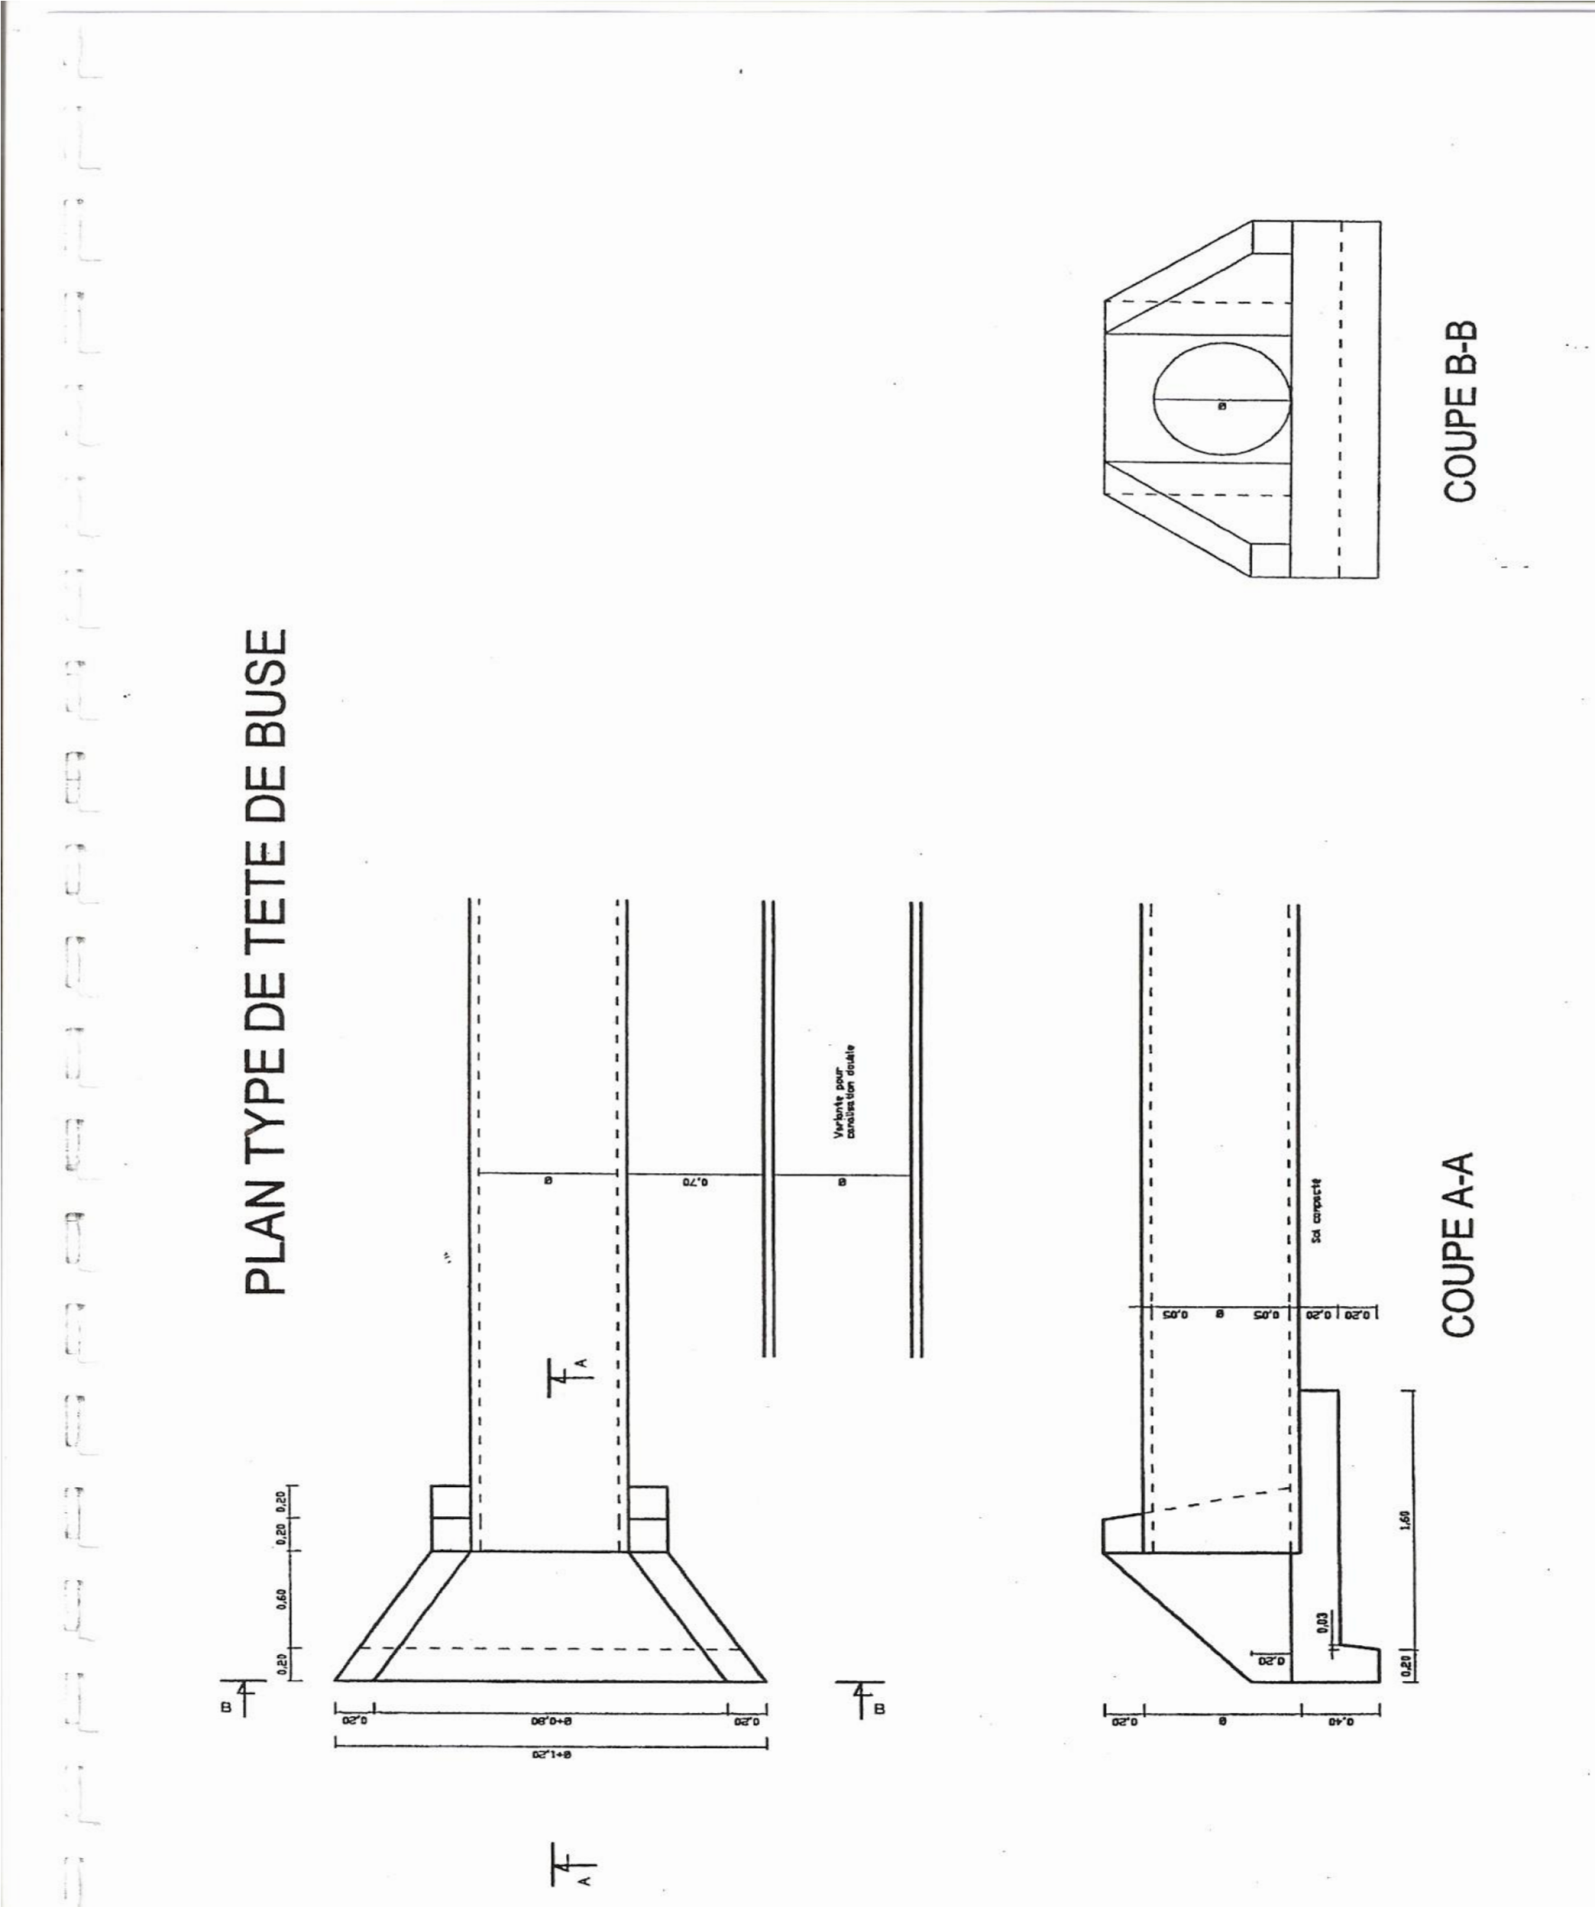 PLAN TYPE DE TETE DE BUSE
0,20
0,60
0,20
0,20
B
B
A
A
0,20
ø+0,80
0,20
ø+1,20
ø
0,70
ø
Variante pour
canalisation double
COUPE A-A
0,20
ø
0,40
0,05
ø
0,05
0,20
0,20
Sol compacté
0,20
0,03
0,20
1,60
COUPE B-B
ø